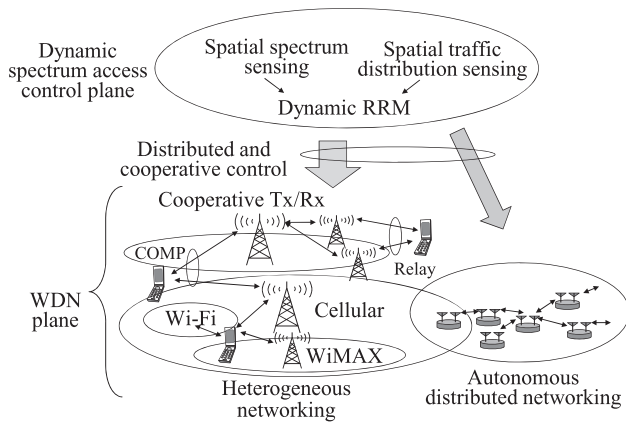 Dynamic
spectrum access
control plane
Spatial spectrum
sensing
Spatial traffic
distribution sensing
Dynamic RRM
Distributed and
cooperative control
Cooperative Tx/Rx
COMP
Relay
WDN
plane
Cellular
Wi-Fi
WiMAX
Heterogeneous
networking
Autonomous
distributed networking